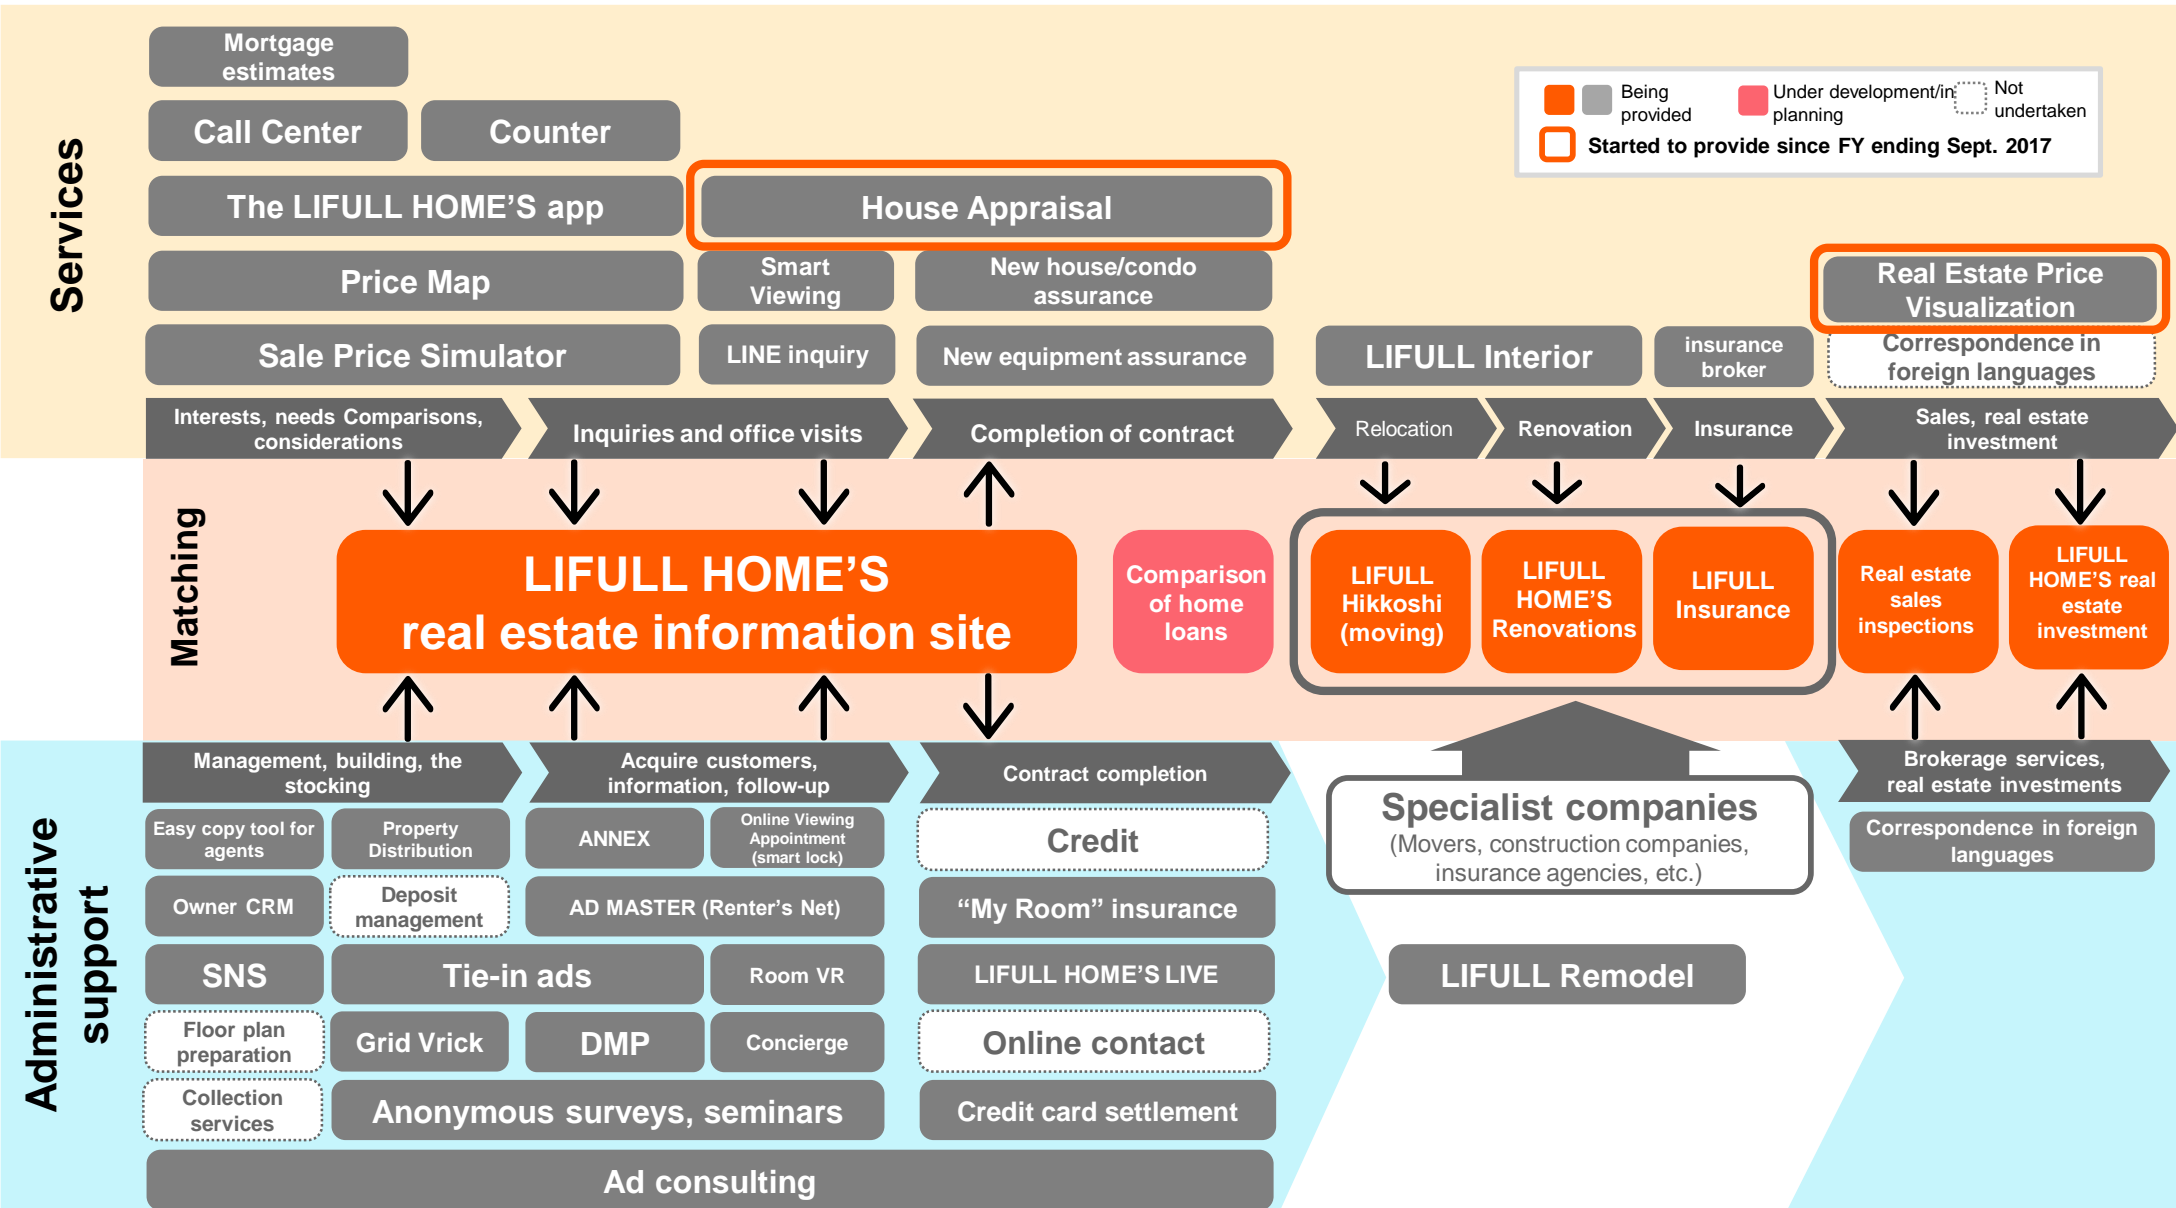 Mortgage
estimates
Call Center
Counter
The LIFULL HOME'S app
House Appraisal
Price Map
Smart
Viewing
New house/condo
assurance
Sale Price Simulator
LINE inquiry
New equipment assurance
Being
provided
Under development/in
planning
Not
undertaken
Started to provide since FY ending Sept. 2017
Real Estate Price
Visualization
LIFULL Interior
insurance
broker
Correspondence in
foreign languages
Services
Interests, needs Comparisons,
considerations
Inquiries and office visits
Completion of contract
Relocation
Renovation
Insurance
Sales, real estate
investment
Matching
LIFULL HOME'S
real estate information site
Comparison
of home
loans
LIFULL
Hikkoshi
(moving)
LIFULL
HOME'S
Renovations
LIFULL
Insurance
Real estate
sales
inspections
LIFULL
HOME'S real
estate
investment
Administrative
support
Management, building, the
stocking
Acquire customers,
information, follow-up
Contract completion
Brokerage services,
real estate investments
Easy copy tool for
agents
Property
Distribution
ANNEX
Online Viewing
Appointment
(smart lock)
Credit
Specialist companies
(Movers, construction companies,
insurance agencies, etc.)
Correspondence in foreign
languages
Owner CRM
Deposit
management
AD MASTER (Renter's Net)
“My Room” insurance
SNS
Tie-in ads
Room VR
LIFULL HOME'S LIVE
LIFULL Remodel
Floor plan
preparation
Grid Vrick
DMP
Concierge
Online contact
Collection
services
Anonymous surveys, seminars
Credit card settlement
Ad consulting